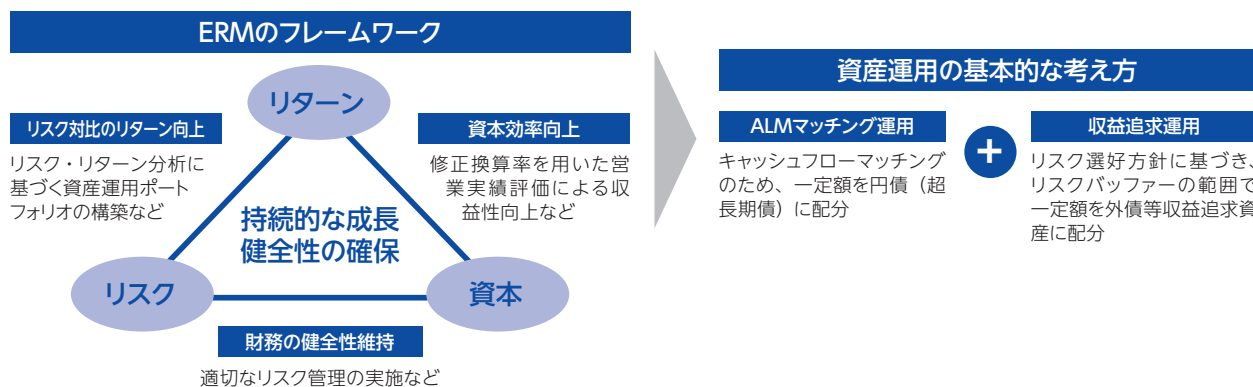 ERMのフレームワーク
リターン
リスク対比のリターン向上
リスク・リターン分析に
基づく資産運用ポート
フォリオの構築など
資本効率向上
修正換算率を用いた営
業実績評価による収
益性向上など
持続的な成長
健全性の確保
リスク
資本
財務の健全性維持
適切なリスク管理の実施など
資産運用の基本的な考え方
ALMマッチング運用
キャッシュフローマッチング
のため、一定額を円債（超
長期債）に配分
+
収益追求運用
リスク選好方針に基づき、
リスクバッファーの範囲で
一定額を外債等収益追求資
産に配分